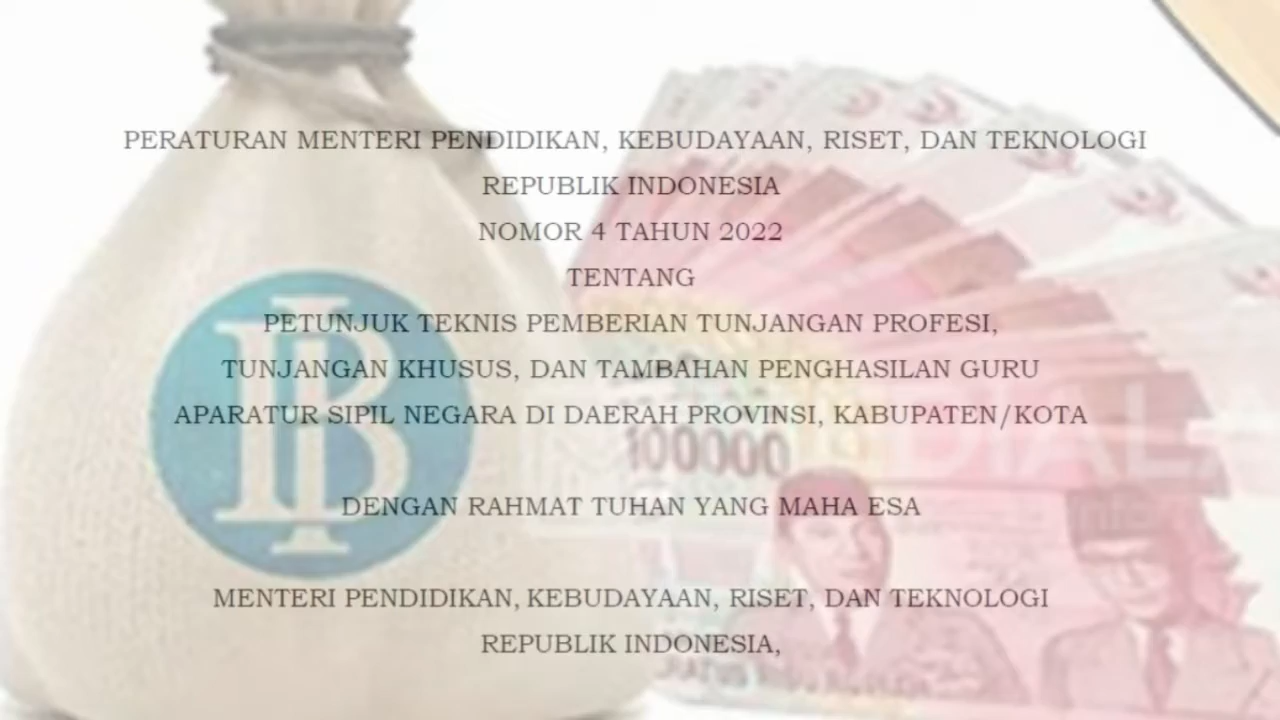 PERATURAN MENTERI PENDIDIKAN, KEBUDAYAAN, RISET, DAN TEKNOLOGI
REPUBLIK INDONESIA
NOMOR 4 TAHUN 2022
TENTANG
PETUNJUK TEKNIS PEMBERIAN TUNJANGAN PROFESI,
TUNJANGAN KHUSUS, DAN TAMBAHAN PENGHASILAN GURU
APARATUR SIPIL NEGARA DI DAERAH PROVINSI, KABUPATEN/KOTA
100000
DENGAN RAHMAT TUHAN YANG MAHA ESA
MENTERI PENDIDIKAN, KEBUDAYAAN, RISET, DAN TEKNOLOGI
REPUBLIK INDONESIA,